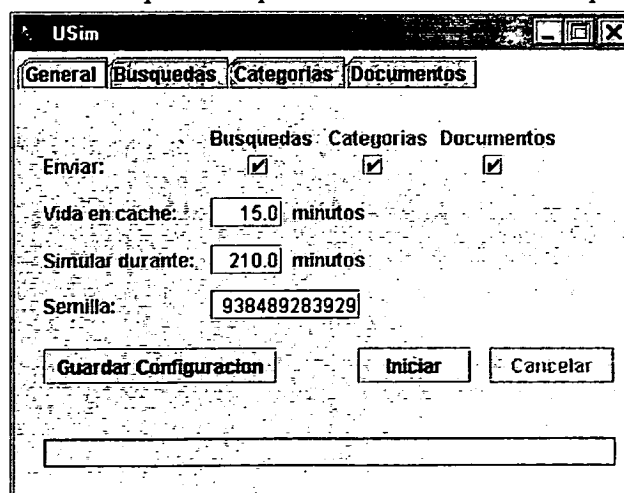 USim
General Busquedas Categorias Documentos
Busquedas Categorias Documentos
Enviar:
Vida en cache: 15.0 minutos
Simular durante: 210.0 minutos
Semilla: 938489283929
Guardar Configuracion Iniciar Cancelar